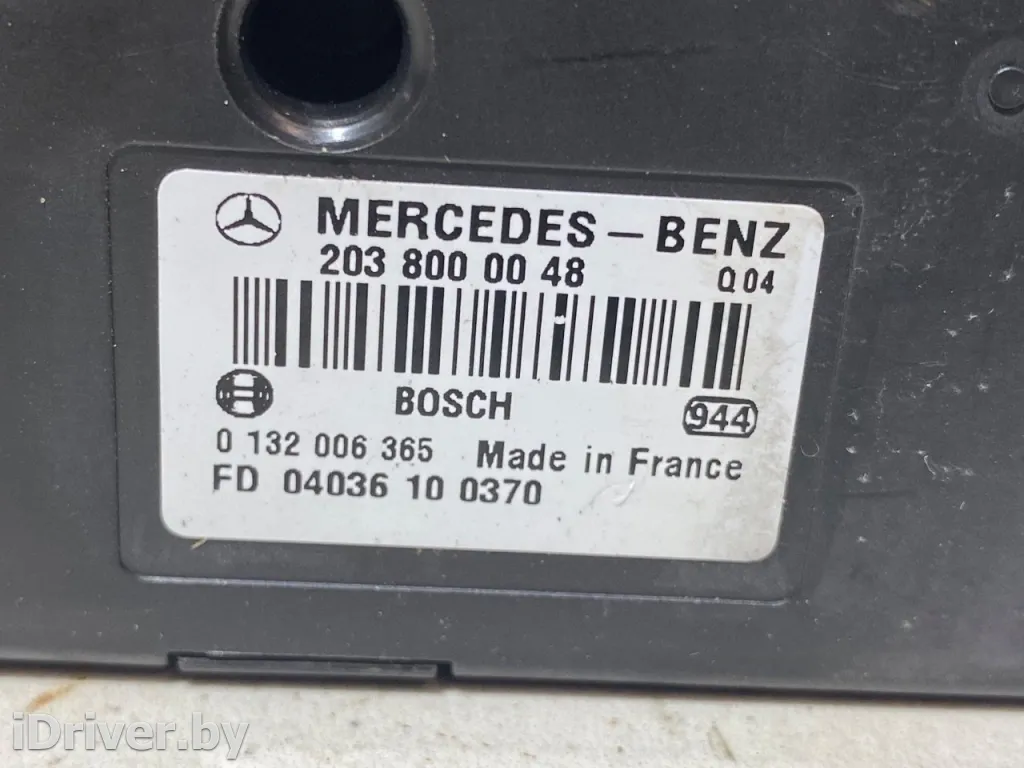 MERCEDES-BENZ
203 800 00 48 Q 04
BOSCH 944
0 132 006 365 Made in France
FD 04036 10 0370
iDriver.by